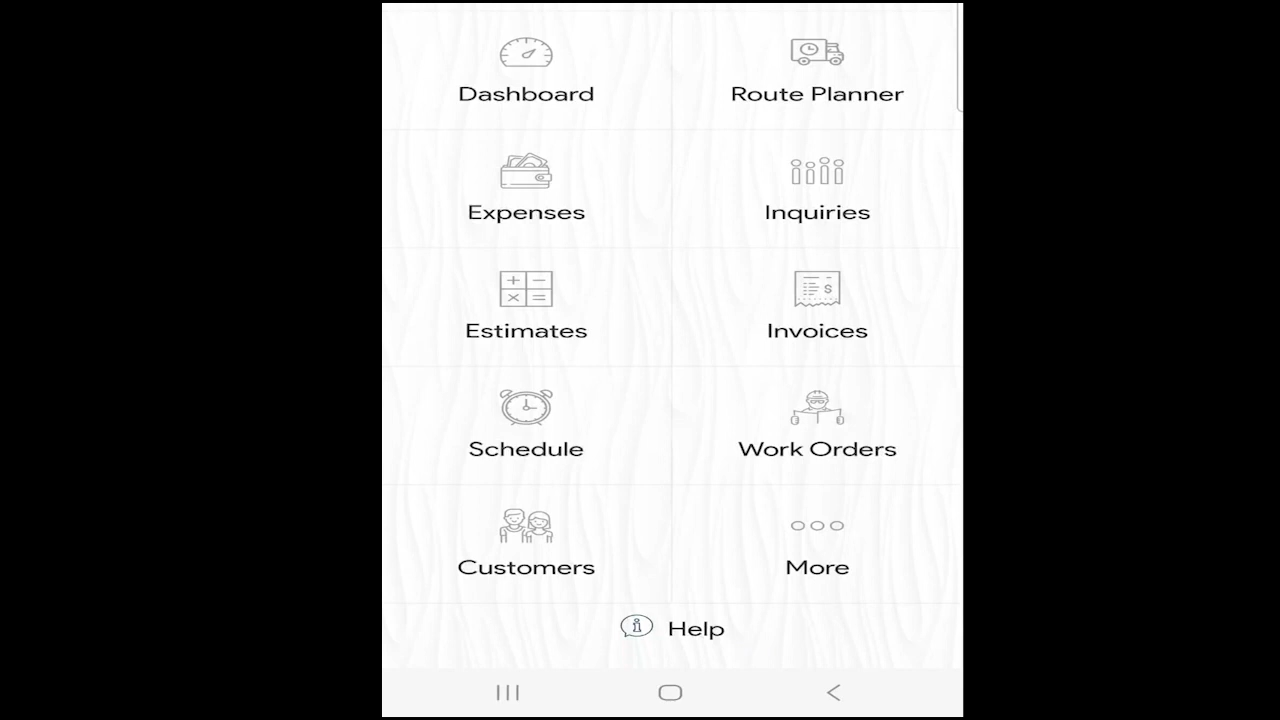 Dashboard
Route Planner
Expenses
Inquiries
Estimates
Invoices
Schedule
Work Orders
Customers
More
Help